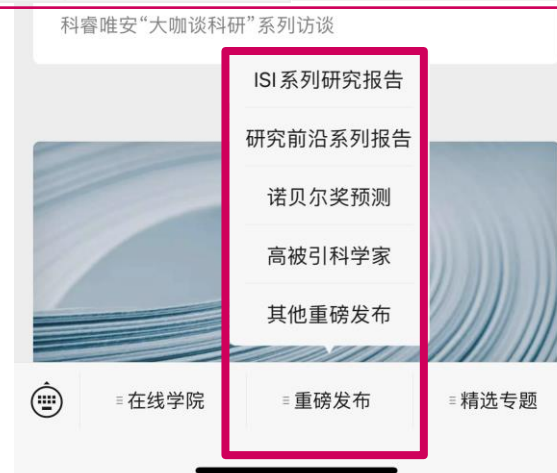 科睿唯安“大咖谈科研”系列访谈
ISI系列研究报告
研究前沿系列报告
诺贝尔奖预测
高被引科学家
其他重磅发布
在线学院
重磅发布
精选专题